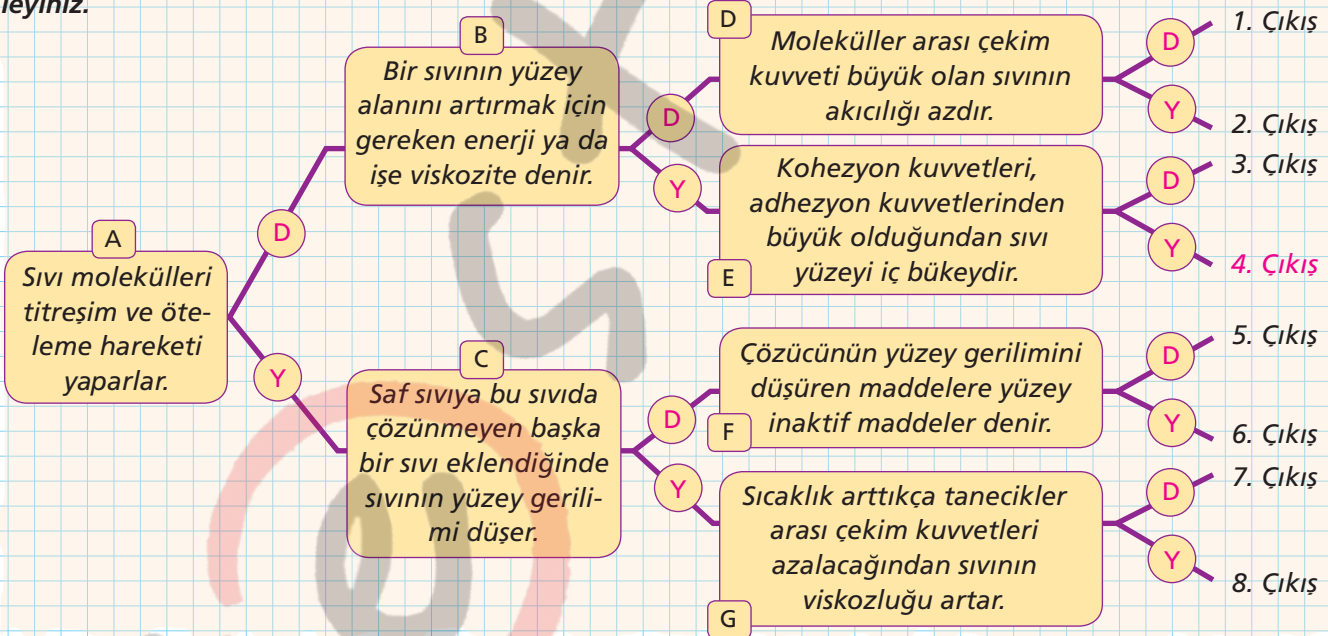 leyiniz.
A
Sıvı molekülleri
titreşim ve öte-
leme hareketi
yaparlar.
D
Y
B
Bir sıvının yüzey
alanını artırmak için
gereken enerji ya da
işe viskozite denir.
D
Y
C
Saf sıvıya bu sıvıda
çözünmeyen başka
bir sıvı eklendiğinde
sıvının yüzey gerili-
mi düşer.
D
Y
D
Moleküller arası çekim
kuvveti büyük olan sıvının
akıcılığı azdır.
D
Y
1. Çıkış
2. Çıkış
E
Kohezyon kuvvetleri,
adhezyon kuvvetlerinden
büyük olduğundan sıvı
yüzeyi iç bükeydir.
D
Y
3. Çıkış
4. Çıkış
F
Çözücünün yüzey gerilimini
düşüren maddelere yüzey
inaktif maddeler denir.
D
Y
5. Çıkış
6. Çıkış
G
Sıcaklık arttıkça tanecikler
arası çekim kuvvetleri
azalacağından sıvının
viskozluğu artar.
D
Y
7. Çıkış
8. Çıkış